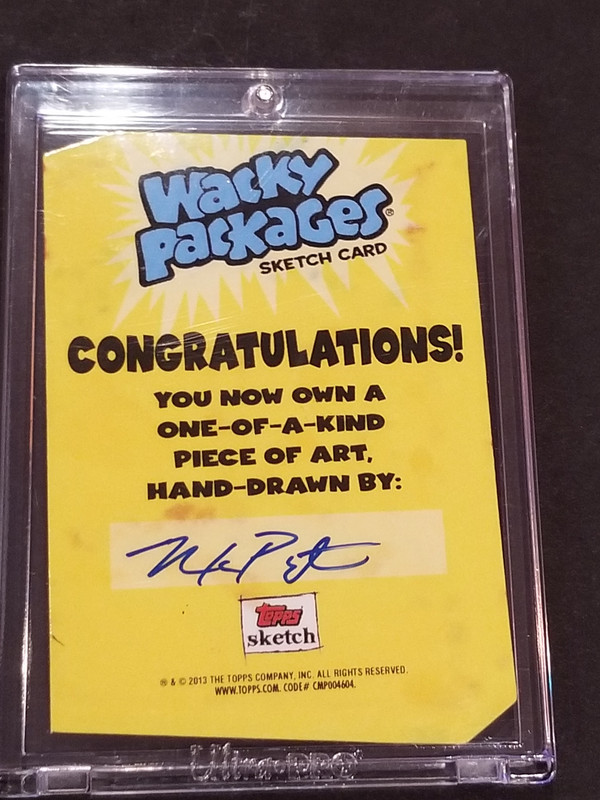 Wacky
Packages®
SKETCH CARD
CONGRATULATIONS!
YOU NOW OWN A
ONE-OF-A-KIND
PIECE OF ART,
HAND-DRAWN BY:
Topps
sketch
® & © 2013 THE TOPPS COMPANY, INC. ALL RIGHTS RESERVED.
WWW.TOPPS.COM. CODE# CMP004604.
Ultra•PRO®